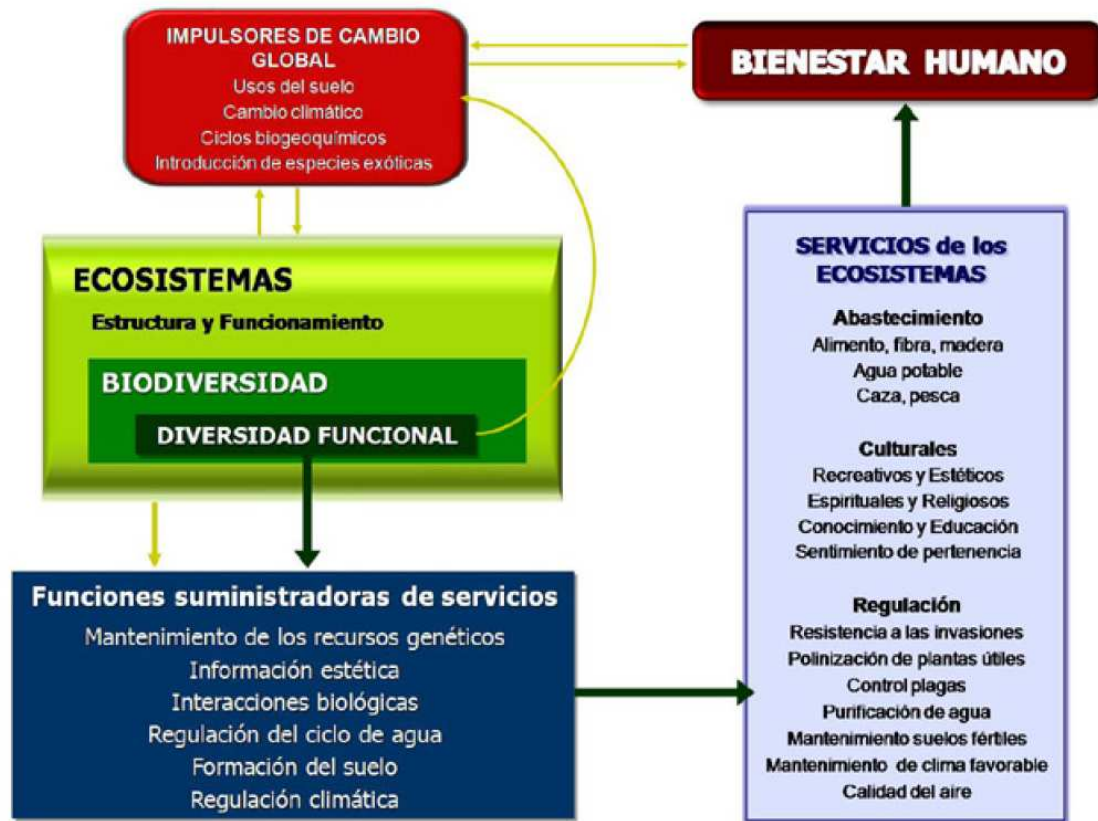 IMPULSORES DE CAMBIO
GLOBAL
Usos del suelo
Cambio climático
Ciclos biogeoquímicos
Introducción de especies exóticas
BIENESTAR HUMANO
ECOSISTEMAS
Estructura y Funcionamiento
BIODIVERSIDAD
DIVERSIDAD FUNCIONAL
Funciones suministradoras de servicios
Mantenimiento de los recursos genéticos
Información estética
Interacciones biológicas
Regulación del ciclo de agua
Formación del suelo
Regulación climática
SERVICIOS de los
ECOSISTEMAS
Abastecimiento
Alimento, fibra, madera
Agua potable
Caza, pesca
Culturales
Recreativos y Estéticos
Espirituales y Religiosos
Conocimiento y Educación
Sentimiento de pertenencia
Regulación
Resistencia a las invasiones
Polinización de plantas útiles
Control plagas
Purificación de agua
Mantenimiento suelos fértiles
Mantenimiento de clima favorable
Calidad del aire